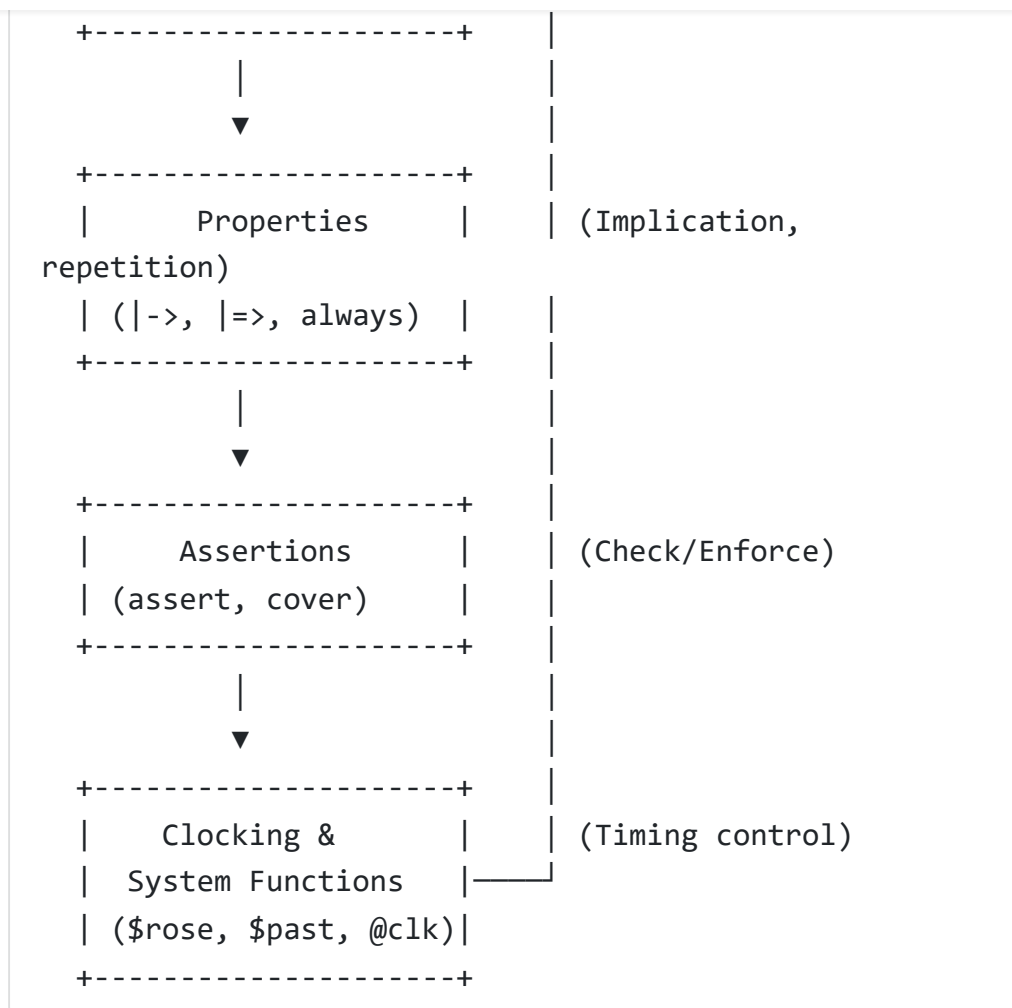 +---------------------+     │
          │                 │
          ▼                 │
+---------------------+     │
|      Properties     |     │ (Implication,
repetition)
| (|->, |=>, always)  |     │
+---------------------+     │
          │                 │
          ▼                 │
+---------------------+     │
|     Assertions      |     │ (Check/Enforce)
| (assert, cover)     |     │
+---------------------+     │
          │                 │
          ▼                 │
+---------------------+     │
|    Clocking &       |     │ (Timing control)
|  System Functions   |─────┘
| ($rose, $past, @clk)|
+---------------------+